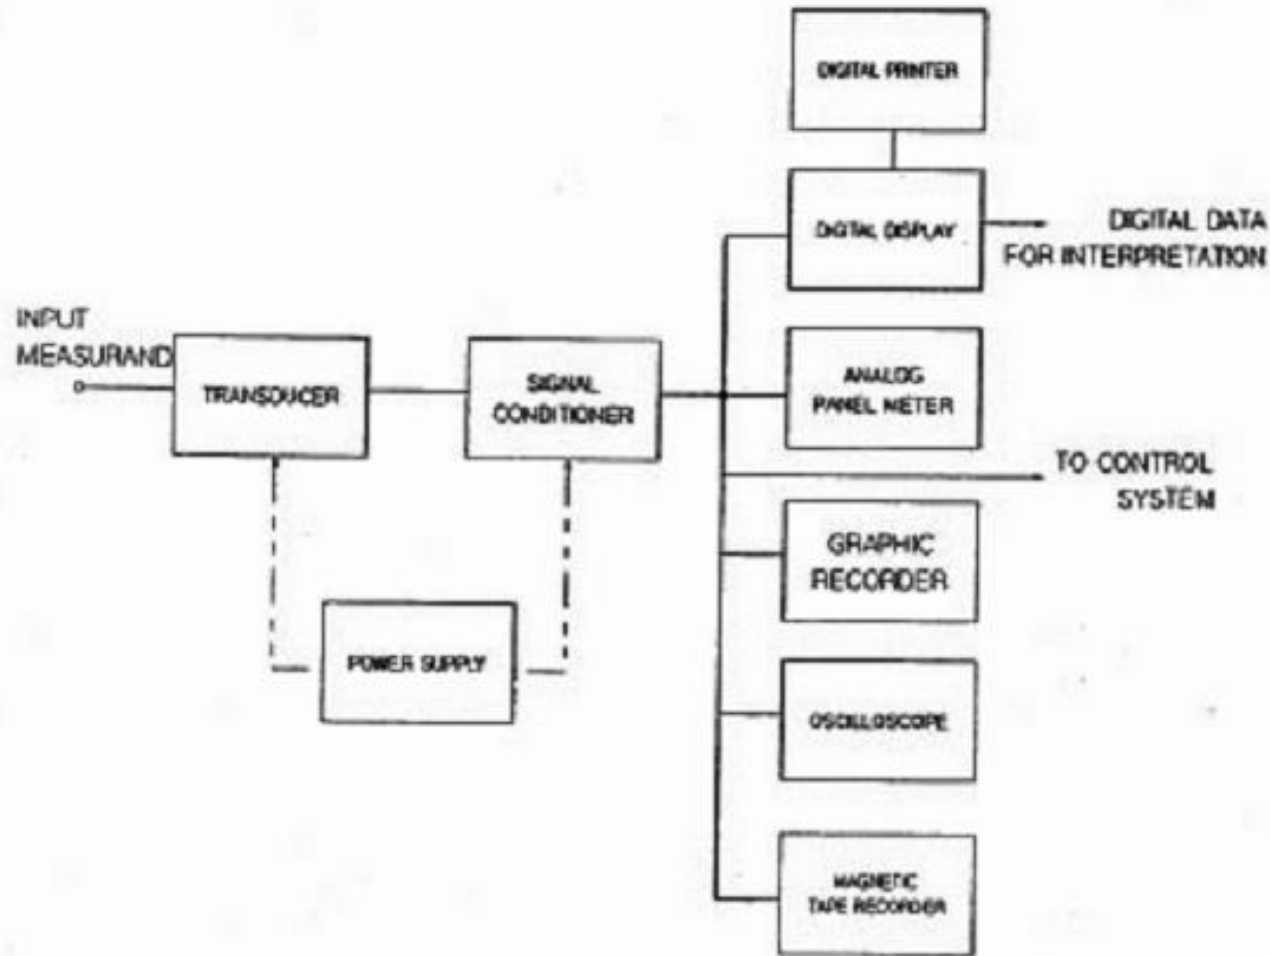 DIGITAL PRINTER
DIGITAL DISPLAY
DIGITAL DATA
FOR INTERPRETATION
INPUT
MEASURAND
TRANSDUCER
SIGNAL
CONDITIONER
ANALOG
PANEL METER
TO CONTROL
SYSTEM
GRAPHIC
RECORDER
POWER SUPPLY
OSCILLOSCOPE
MAGNETIC
TAPE RECORDER